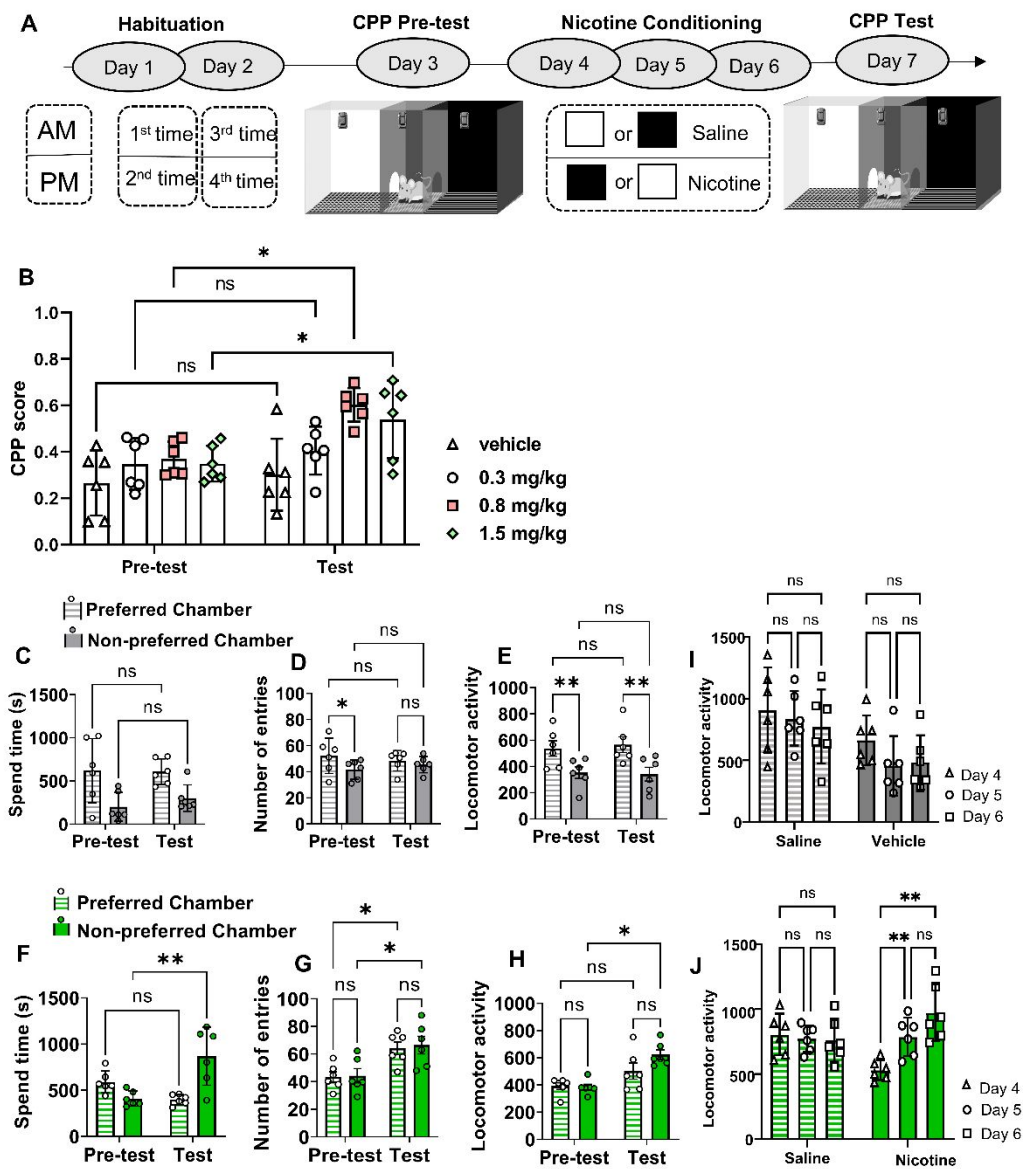 A
Habituation CPP Pre-test Nicotine Conditioning CPP Test
Day 1 Day 2 Day 3 Day 4 Day 5 Day 6 Day 7
AM 1st time 3rd time or Saline
PM 2nd time 4th time or Nicotine
B
*
ns
*
ns
CPP score
1.0
0.8
0.6
0.4
0.2
0.0
Pre-test Test
vehicle
0.3 mg/kg
0.8 mg/kg
1.5 mg/kg
Preferred Chamber
Non-preferred Chamber
C
ns
ns
Spend time (s)
1500
1000
500
0
Pre-test Test
D
ns
ns
* ns
Number of entries
100
80
60
40
20
0
Pre-test Test
E
ns
ns
** **
Locomotor activity
1000
800
600
400
200
0
Pre-test Test
I
ns ns
ns ns ns ns
Locomotor activity
1500
1000
500
0
Saline Vehicle
Day 4
Day 5
Day 6
Preferred Chamber
Non-preferred Chamber
F
**
ns
Spend time (s)
1500
1000
500
0
Pre-test Test
G
*
*
ns ns
Number of entries
100
80
60
40
20
0
Pre-test Test
H
*
ns
ns ns
Locomotor activity
1000
800
600
400
200
0
Pre-test Test
J
ns **
ns ns ** ns
Locomotor activity
1500
1000
500
0
Saline Nicotine
Day 4
Day 5
Day 6